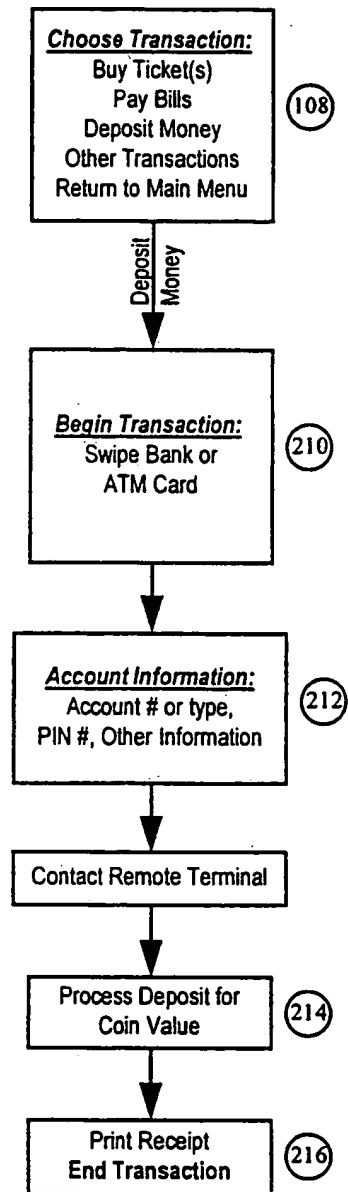 Choose Transaction:
Buy Ticket(s)
Pay Bills
Deposit Money
Other Transactions
Return to Main Menu
108
Deposit
Money
Begin Transaction:
Swipe Bank or
ATM Card
210
Account Information:
Account # or type,
PIN #, Other Information
212
Contact Remote Terminal
Process Deposit for
Coin Value
214
Print Receipt
End Transaction
216